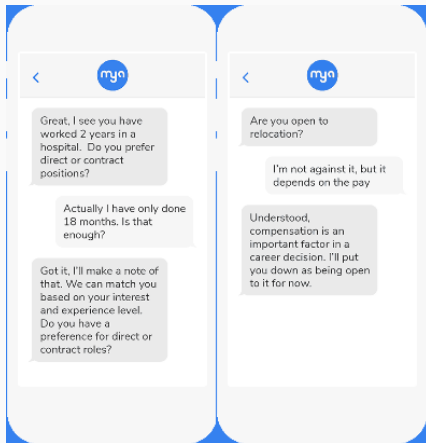 mya
Great, I see you have
worked 2 years in a
hospital. Do you prefer
direct or contract
positions?
Actually I have only done
18 months. Is that
enough?
Got it, I'll make a note of
that. We can match you
based on your interest
and experience level.
Do you have a
preference for direct or
contract roles?
mya
Are you open to
relocation?
I'm not against it, but it
depends on the pay
Understood,
compensation is an
important factor in a
career decision. I'll put
you down as being open
to it for now.